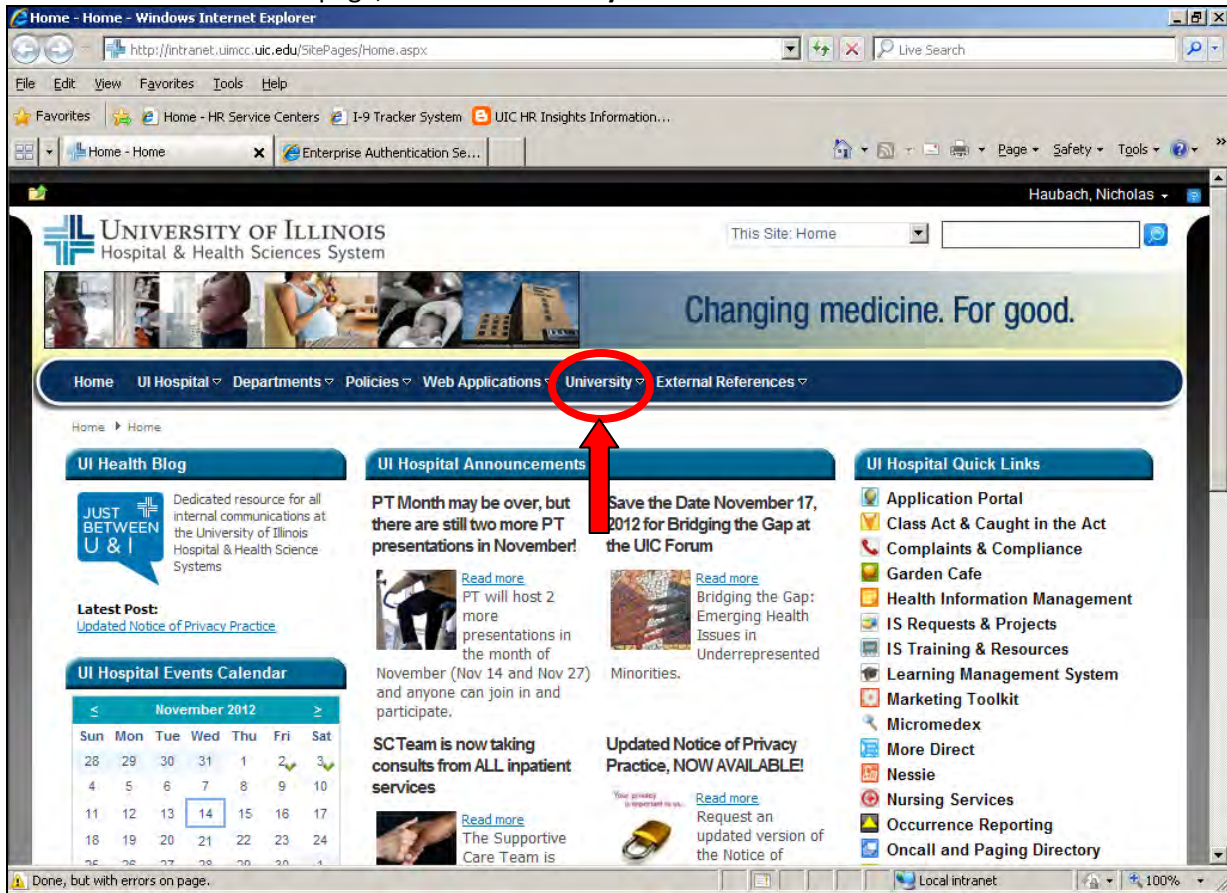 Home - Home - Windows Internet Explorer
http://intranet.uimcc.uic.edu/SitePages/Home.aspx
Live Search
File Edit View Favorites Tools Help
Favorites Home - HR Service Centers I-9 Tracker System UIC HR Insights Information...
Home - Home Enterprise Authentication Se... Page Safety Tools
Haubach, Nicholas
UNIVERSITY OF ILLINOIS
Hospital & Health Sciences System
This Site: Home
Changing medicine. For good.
Home UI Hospital Departments Policies Web Applications University External References
Home Home
UI Health Blog
JUST
BETWEEN
U & I
Dedicated resource for all
internal communications at
the University of Illinois
Hospital & Health Science
Systems
Latest Post:
Updated Notice of Privacy Practice
UI Hospital Events Calendar
< November 2012 >
Sun Mon Tue Wed Thu Fri Sat
28 29 30 31 1 2 3
4 5 6 7 8 9 10
11 12 13 14 15 16 17
18 19 20 21 22 23 24
25 26 27 28 29 30 1
UI Hospital Announcements
PT Month may be over, but
there are still two more PT
presentations in November!
Read more
PT will host 2
more
presentations in
the month of
November (Nov 14 and Nov 27)
and anyone can join in and
participate.
Save the Date November 17,
2012 for Bridging the Gap at
the UIC Forum
Read more
Bridging the Gap:
Emerging Health
Issues in
Underrepresented
Minorities.
SCTeam is now taking
consults from ALL inpatient
services
Read more
The Supportive
Care Team is
Updated Notice of Privacy
Practice, NOW AVAILABLE!
Your privacy
is important to us.
Read more
Request an
updated version of
the Notice of
UI Hospital Quick Links
Application Portal
Class Act & Caught in the Act
Complaints & Compliance
Garden Cafe
Health Information Management
IS Requests & Projects
IS Training & Resources
Learning Management System
Marketing Toolkit
Micromedex
More Direct
Nessie
Nursing Services
Occurrence Reporting
Oncall and Paging Directory
Done, but with errors on page. Local intranet 100%